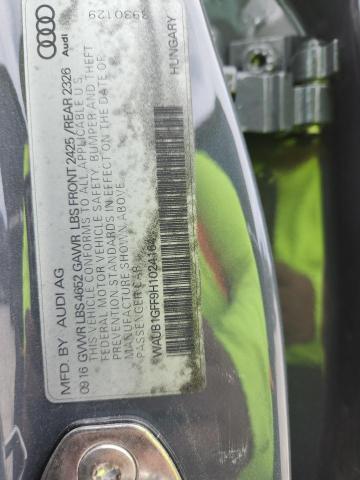 MFD. BY AUDI AG
09.16 GVWR LBS 4652 GAWR LBS FRONT 2425 /REAR 2326
THIS VEHICLE CONFORMS TO ALL APPLICABLE U.S.
FEDERAL MOTOR VEHICLE SAFETY, BUMPER AND THEFT
PREVENTION STANDARDS IN EFFECT ON THE DATE OF
MANUFACTURE SHOWN ABOVE.
PASSENGER CAR
HUNGARY
Audi
3930 129